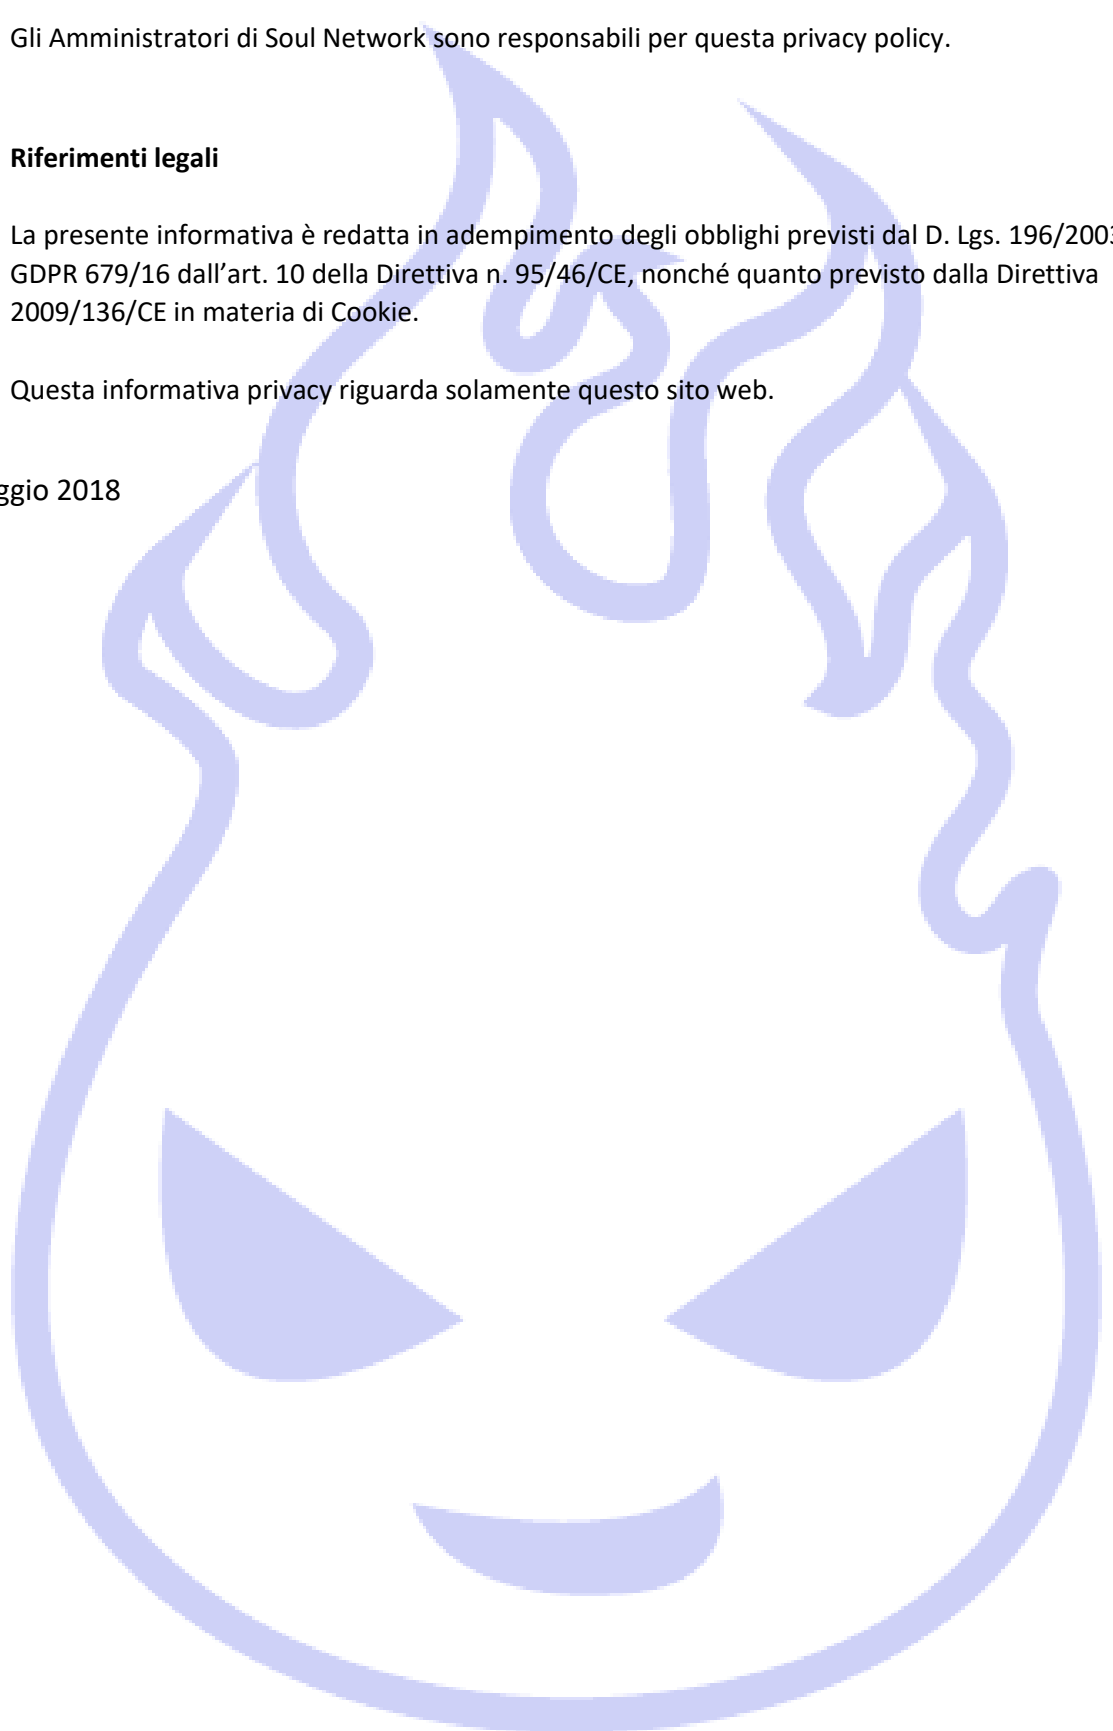 Gli Amministratori di Soul Network sono responsabili per questa privacy policy.
Riferimenti legali
La presente informativa è redatta in adempimento degli obblighi previsti dal D. Lgs. 196/2003
GDPR 679/16 dall’art. 10 della Direttiva n. 95/46/CE, nonché quanto previsto dalla Direttiva
2009/136/CE in materia di Cookie.
Questa informativa privacy riguarda solamente questo sito web.
ggio 2018